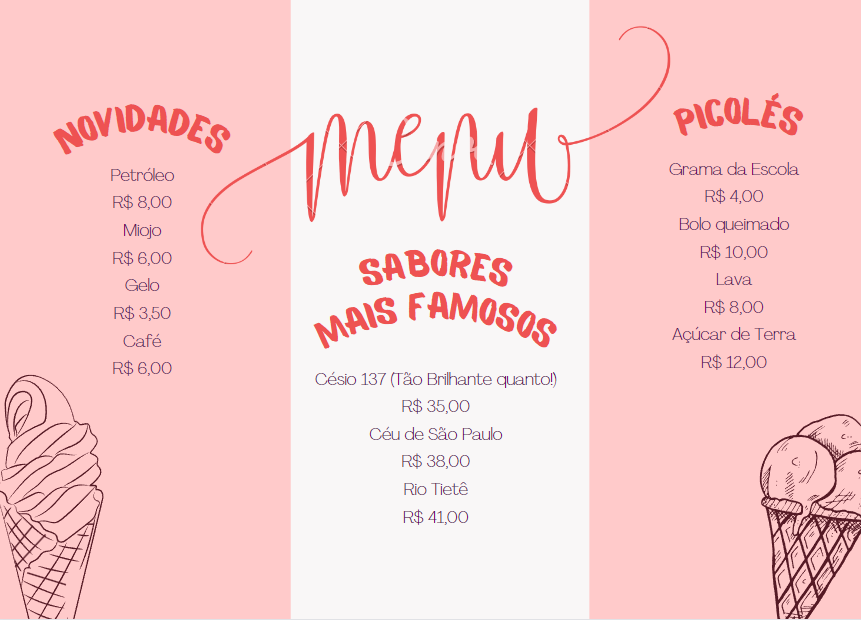 NOVIDADES
Petróleo
R$ 8,00
Miojo
R$ 6,00
Gelo
R$ 3,50
Café
R$ 6,00
menu
SABORES
MAIS FAMOSOS
Césio 137 (Tão Brilhante quanto!)
R$ 35,00
Céu de São Paulo
R$ 38,00
Rio Tietê
R$ 41,00
PICOLÉS
Grama da Escola
R$ 4,00
Bolo queimado
R$ 10,00
Lava
R$ 8,00
Açúcar de Terra
R$ 12,00